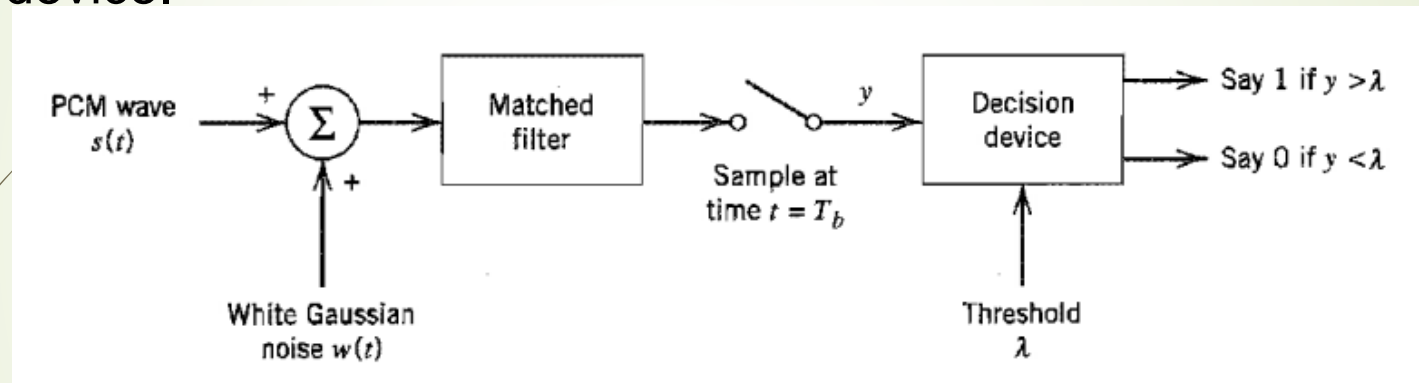 device.
PCM wave
s(t)
+
Σ
+
White Gaussian
noise w(t)
Matched
filter
Sample at
time t = T_b
y
Decision
device
Threshold
λ
Say 1 if y >λ
Say 0 if y <λ